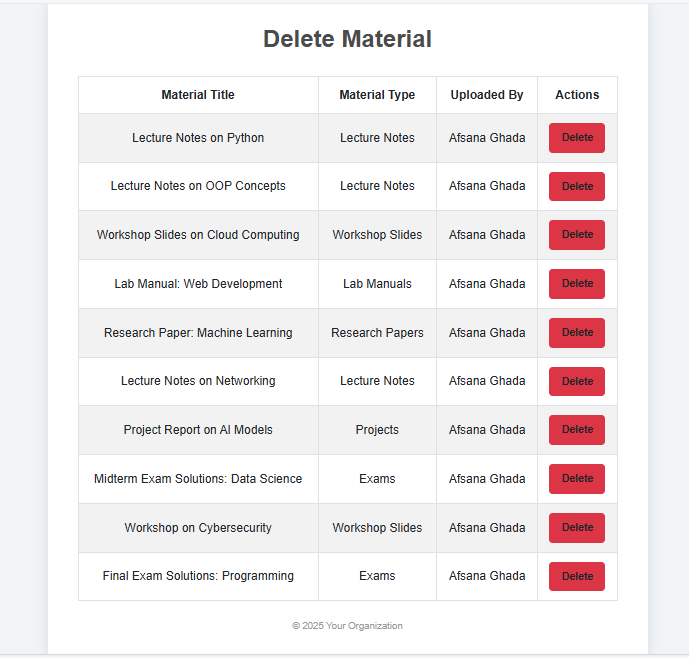 Delete Material
Material Title Material Type Uploaded By Actions
Lecture Notes on Python Lecture Notes Afsana Ghada Delete
Lecture Notes on OOP Concepts Lecture Notes Afsana Ghada Delete
Workshop Slides on Cloud Computing Workshop Slides Afsana Ghada Delete
Lab Manual: Web Development Lab Manuals Afsana Ghada Delete
Research Paper: Machine Learning Research Papers Afsana Ghada Delete
Lecture Notes on Networking Lecture Notes Afsana Ghada Delete
Project Report on AI Models Projects Afsana Ghada Delete
Midterm Exam Solutions: Data Science Exams Afsana Ghada Delete
Workshop on Cybersecurity Workshop Slides Afsana Ghada Delete
Final Exam Solutions: Programming Exams Afsana Ghada Delete
© 2025 Your Organization